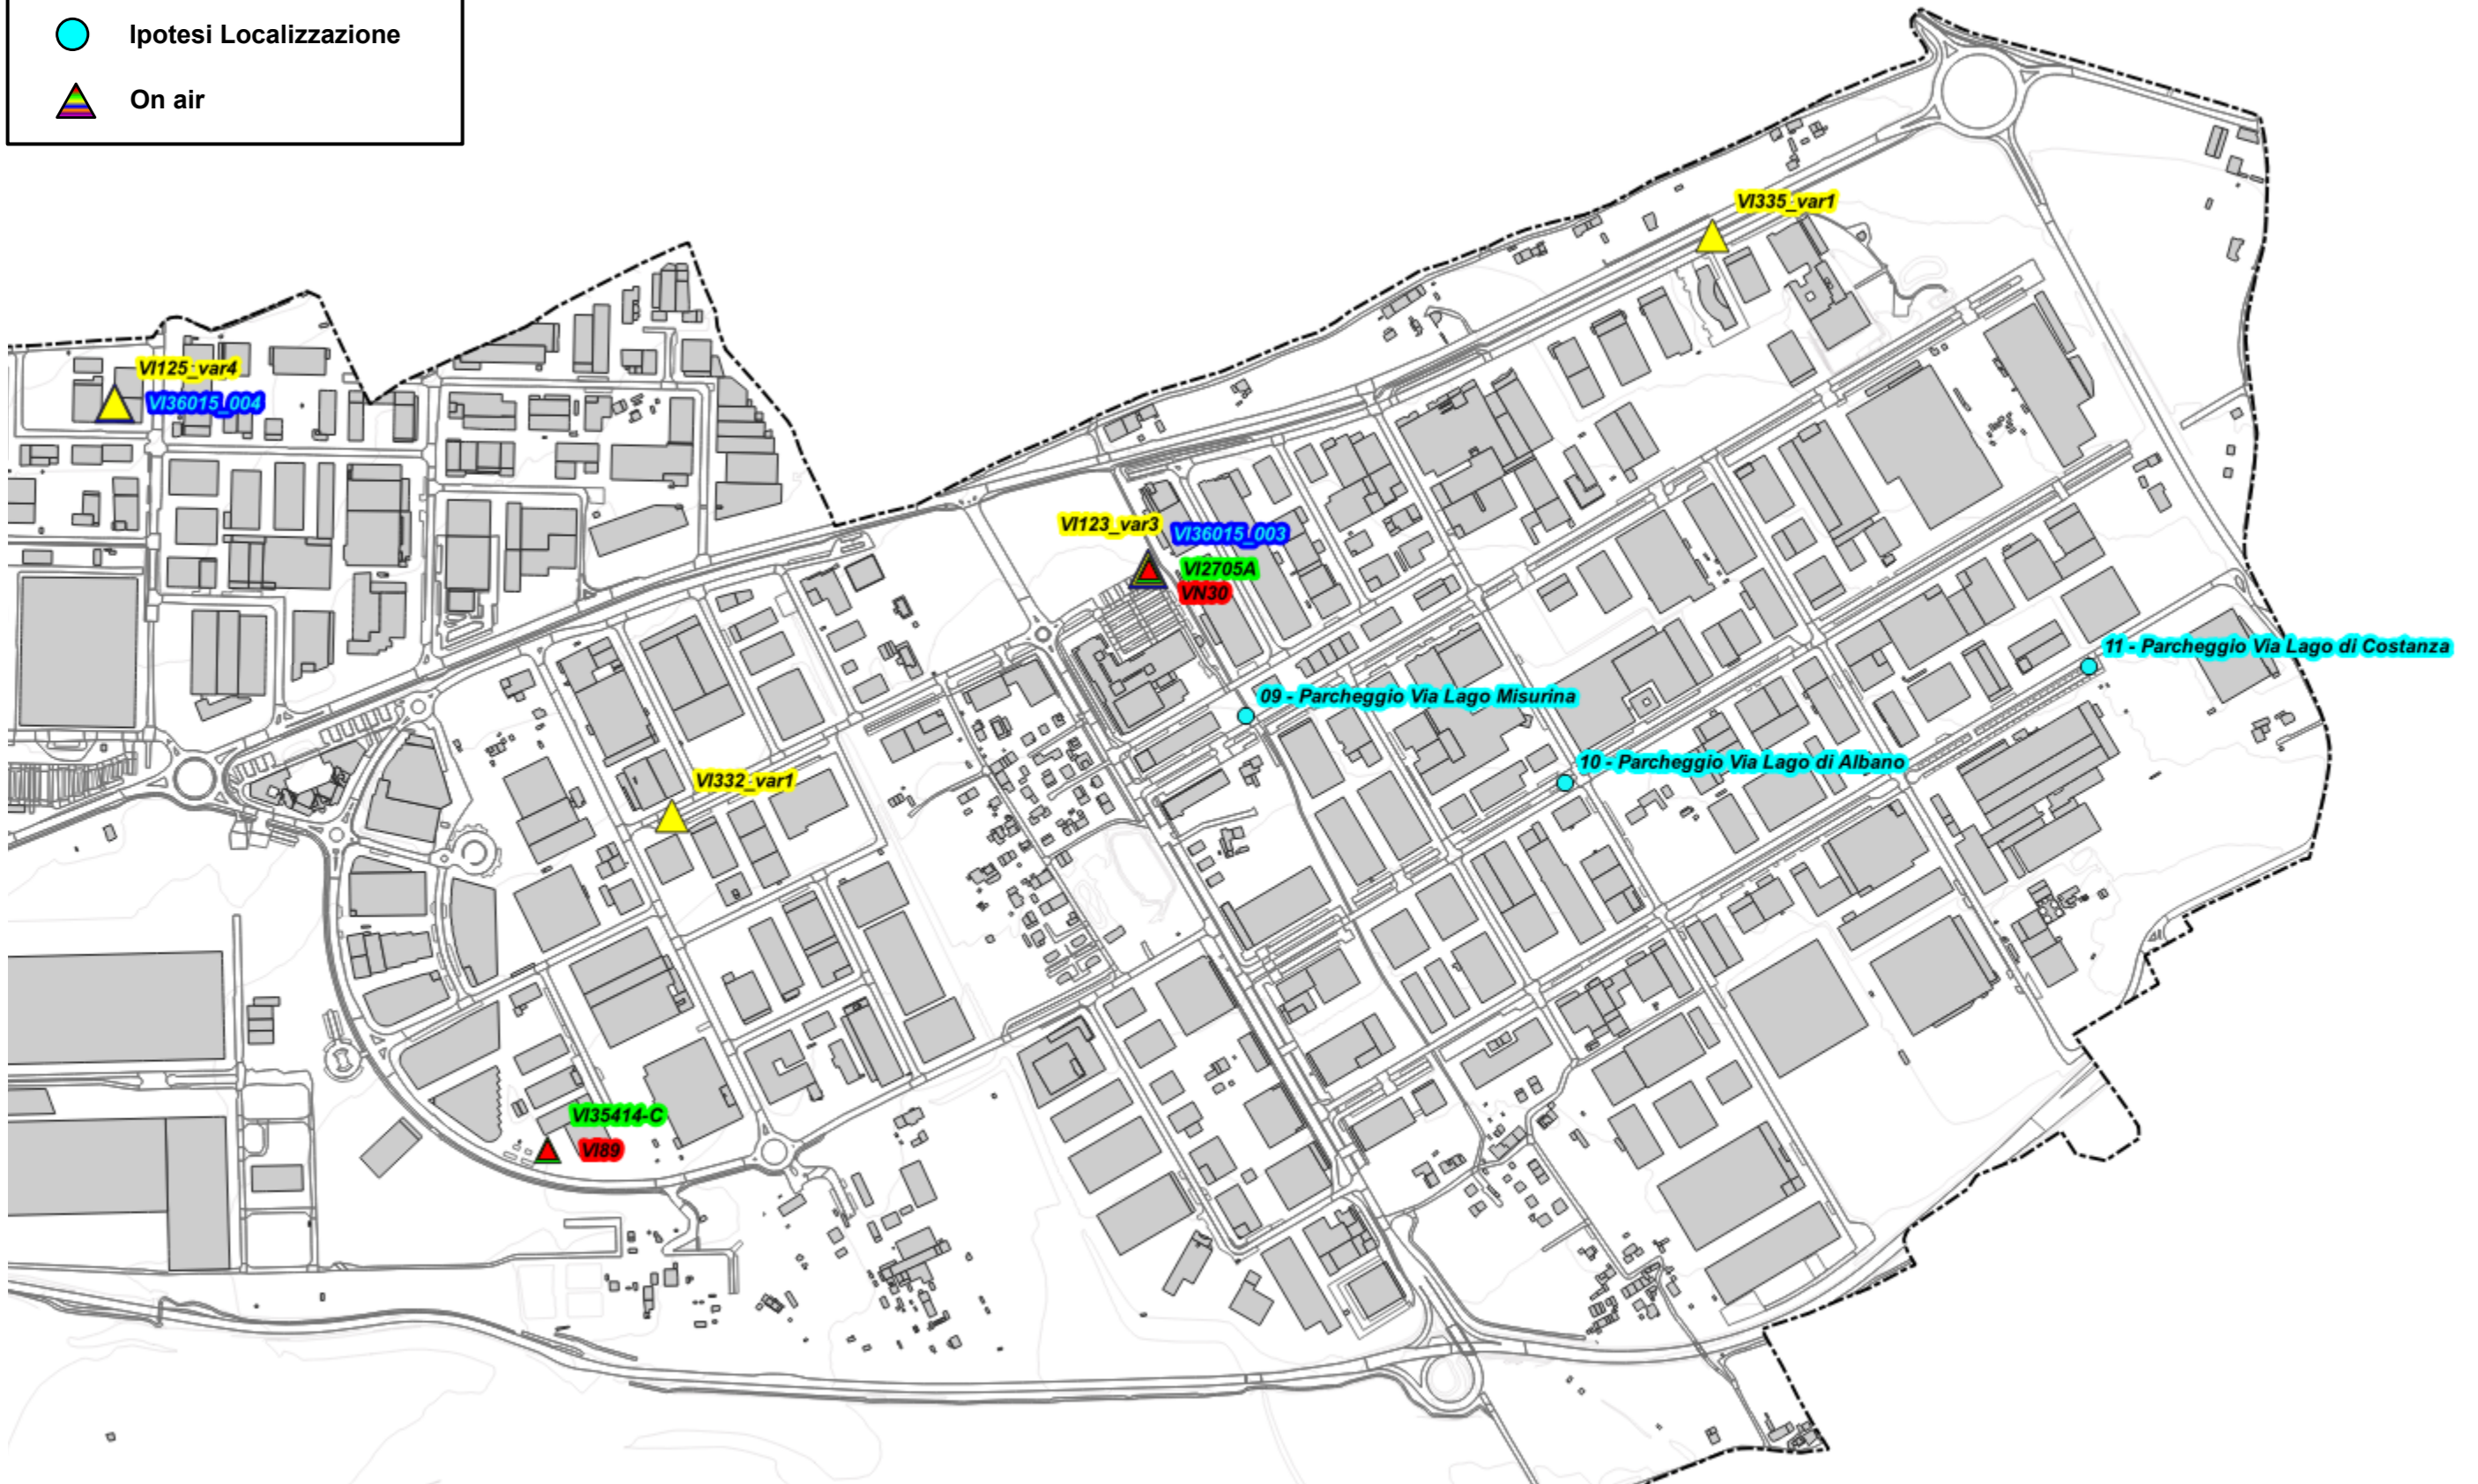 Ipotesi Localizzazione
On air
VI335_var1
VI125_var4
VI36015_004
VI123_var3
VI36015_003
VI2705A
VN30
11 - Parcheggio Via Lago di Costanza
09 - Parcheggio Via Lago Misurina
10 - Parcheggio Via Lago di Albano
VI332_var1
VI35414-C
VI89